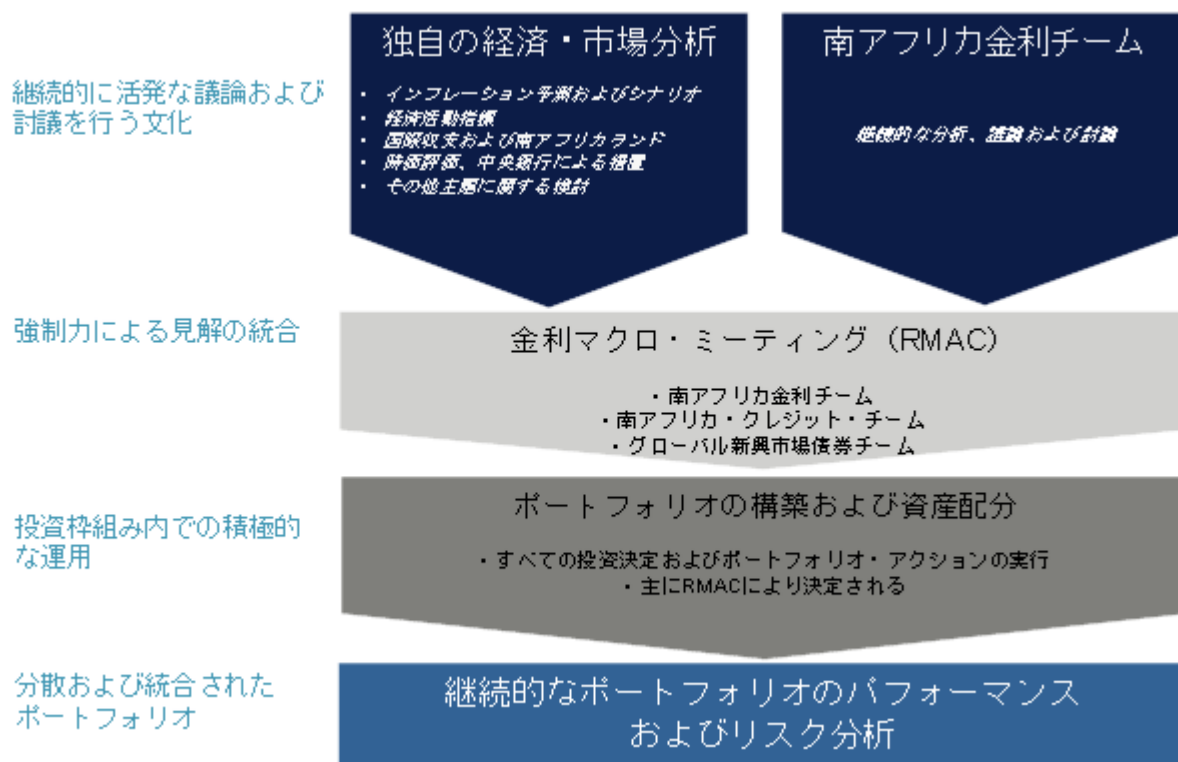 継続的に活発な議論および
討議を行う文化
独自の経済・市場分析
・ インフレーション予測およびシナリオ
・ 経済活動指標
・ 国際収支および南アフリカランド
・ 時価評価、中央銀行による措置
・ その他主題に関する検討
南アフリカ金利チーム
継続的な分析、議論および討論
強制力による見解の統合
金利マクロ・ミーティング（RMAC）
・南アフリカ金利チーム
・南アフリカ・クレジット・チーム
・グローバル新興市場債券チーム
投資枠組み内での積極的
な運用
ポートフォリオの構築および資産配分
・すべての投資決定およびポートフォリオ・アクションの実行
・主にRMACにより決定される
分散および統合された
ポートフォリオ
継続的なポートフォリオのパフォーマンス
およびリスク分析